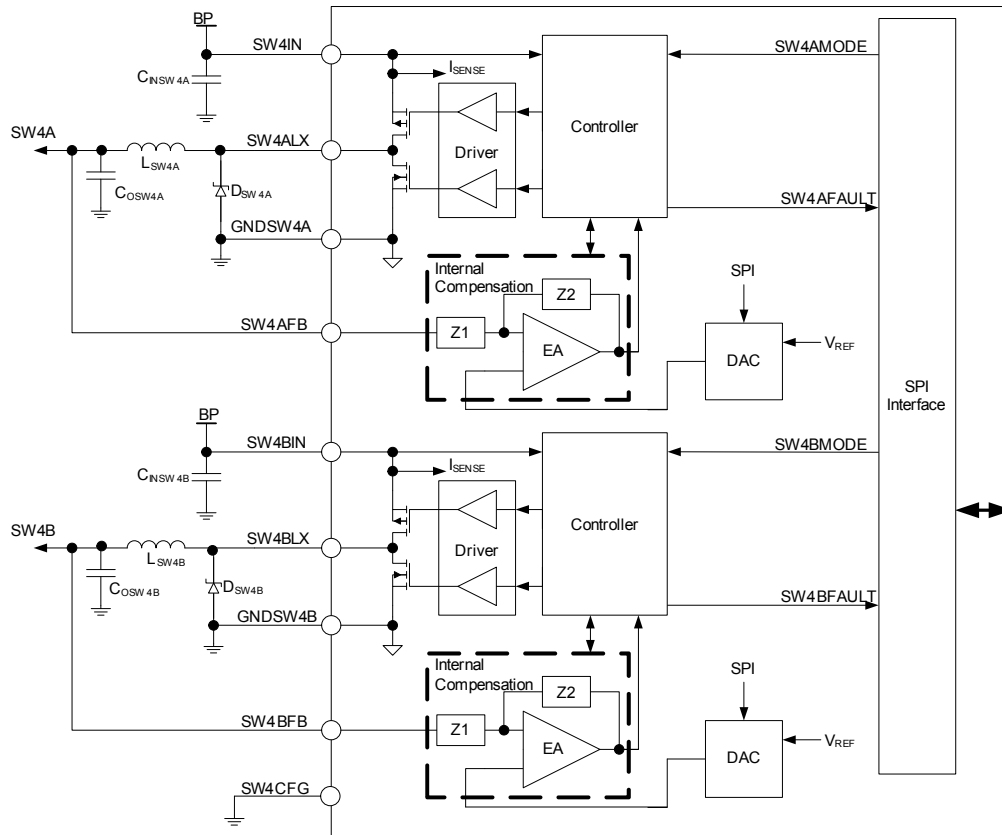 BP
SW4IN
SW4AMODE
CINSW4A
ISENSE
Controller
SW4A
SW4ALX
LSW4A
Driver
COSW4A
DSW4A
SW4AFAULT
GNDSW4A
Internal
Compensation
SPI
Z2
SW4AFB
Z1
EA
VREF
DAC
SPI
Interface
BP
SW4BIN
SW4BMODE
CINSW4B
ISENSE
Controller
SW4B
SW4BLX
LSW4B
Driver
COSW4B
DSW4B
SW4BFAULT
GNDSW4B
Internal
Compensation
SPI
Z2
SW4BFB
Z1
EA
VREF
DAC
SW4CFG